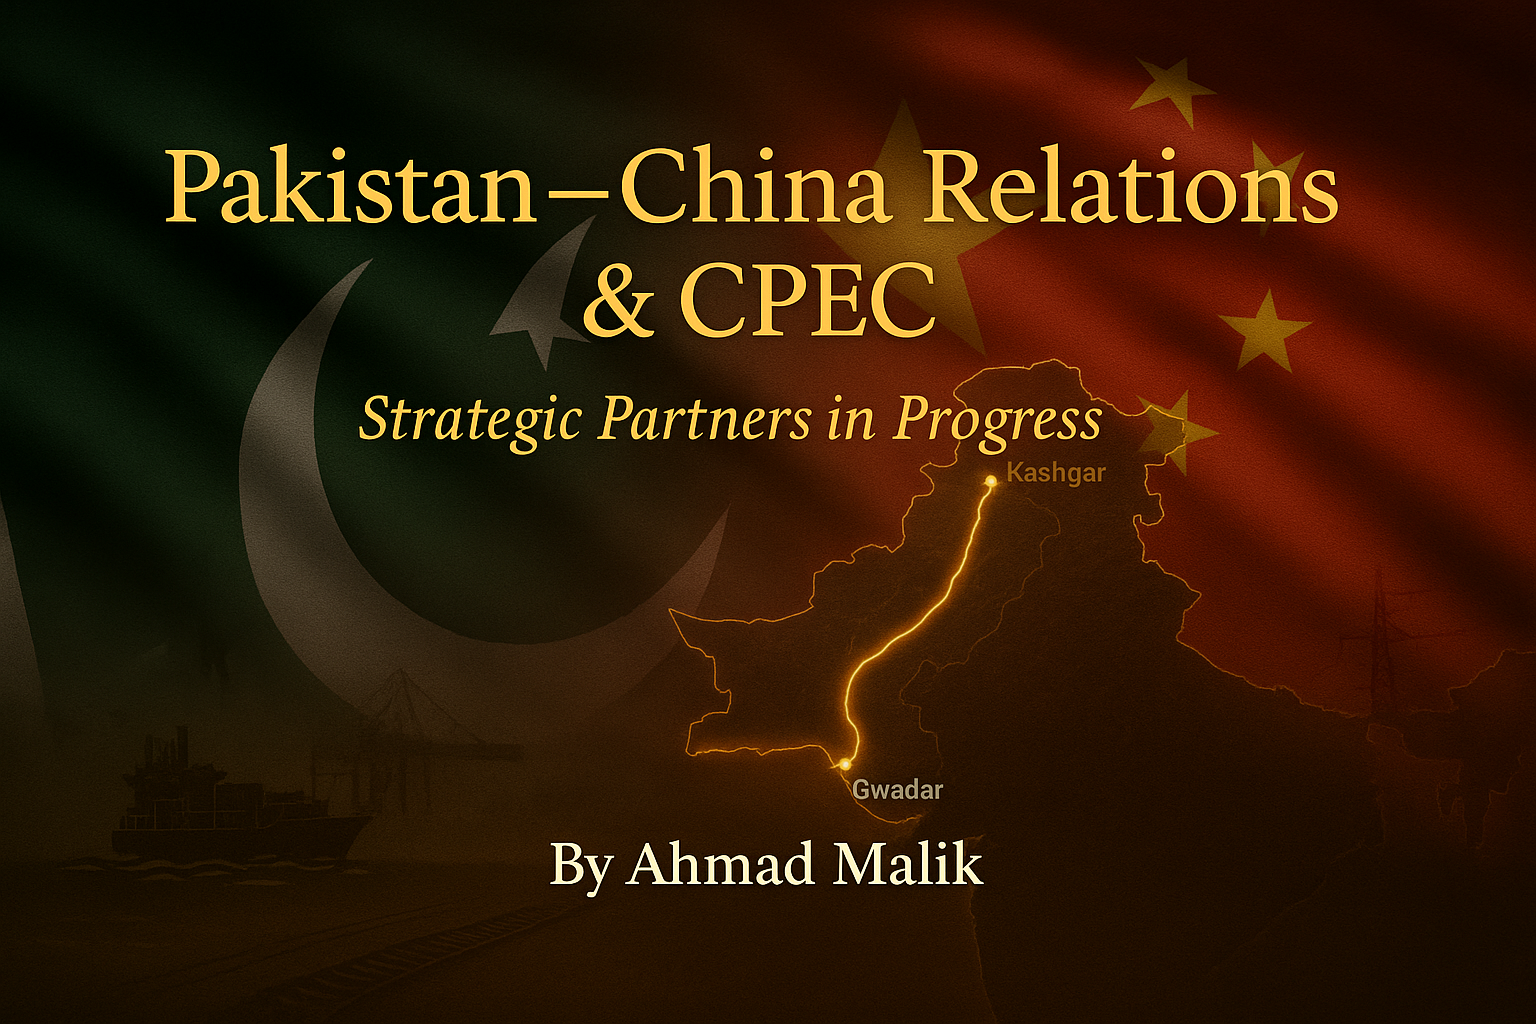 Pakistan–China Relations
& CPEC
Strategic Partners in Progress
Kashgar
Gwadar
By Ahmad Malik